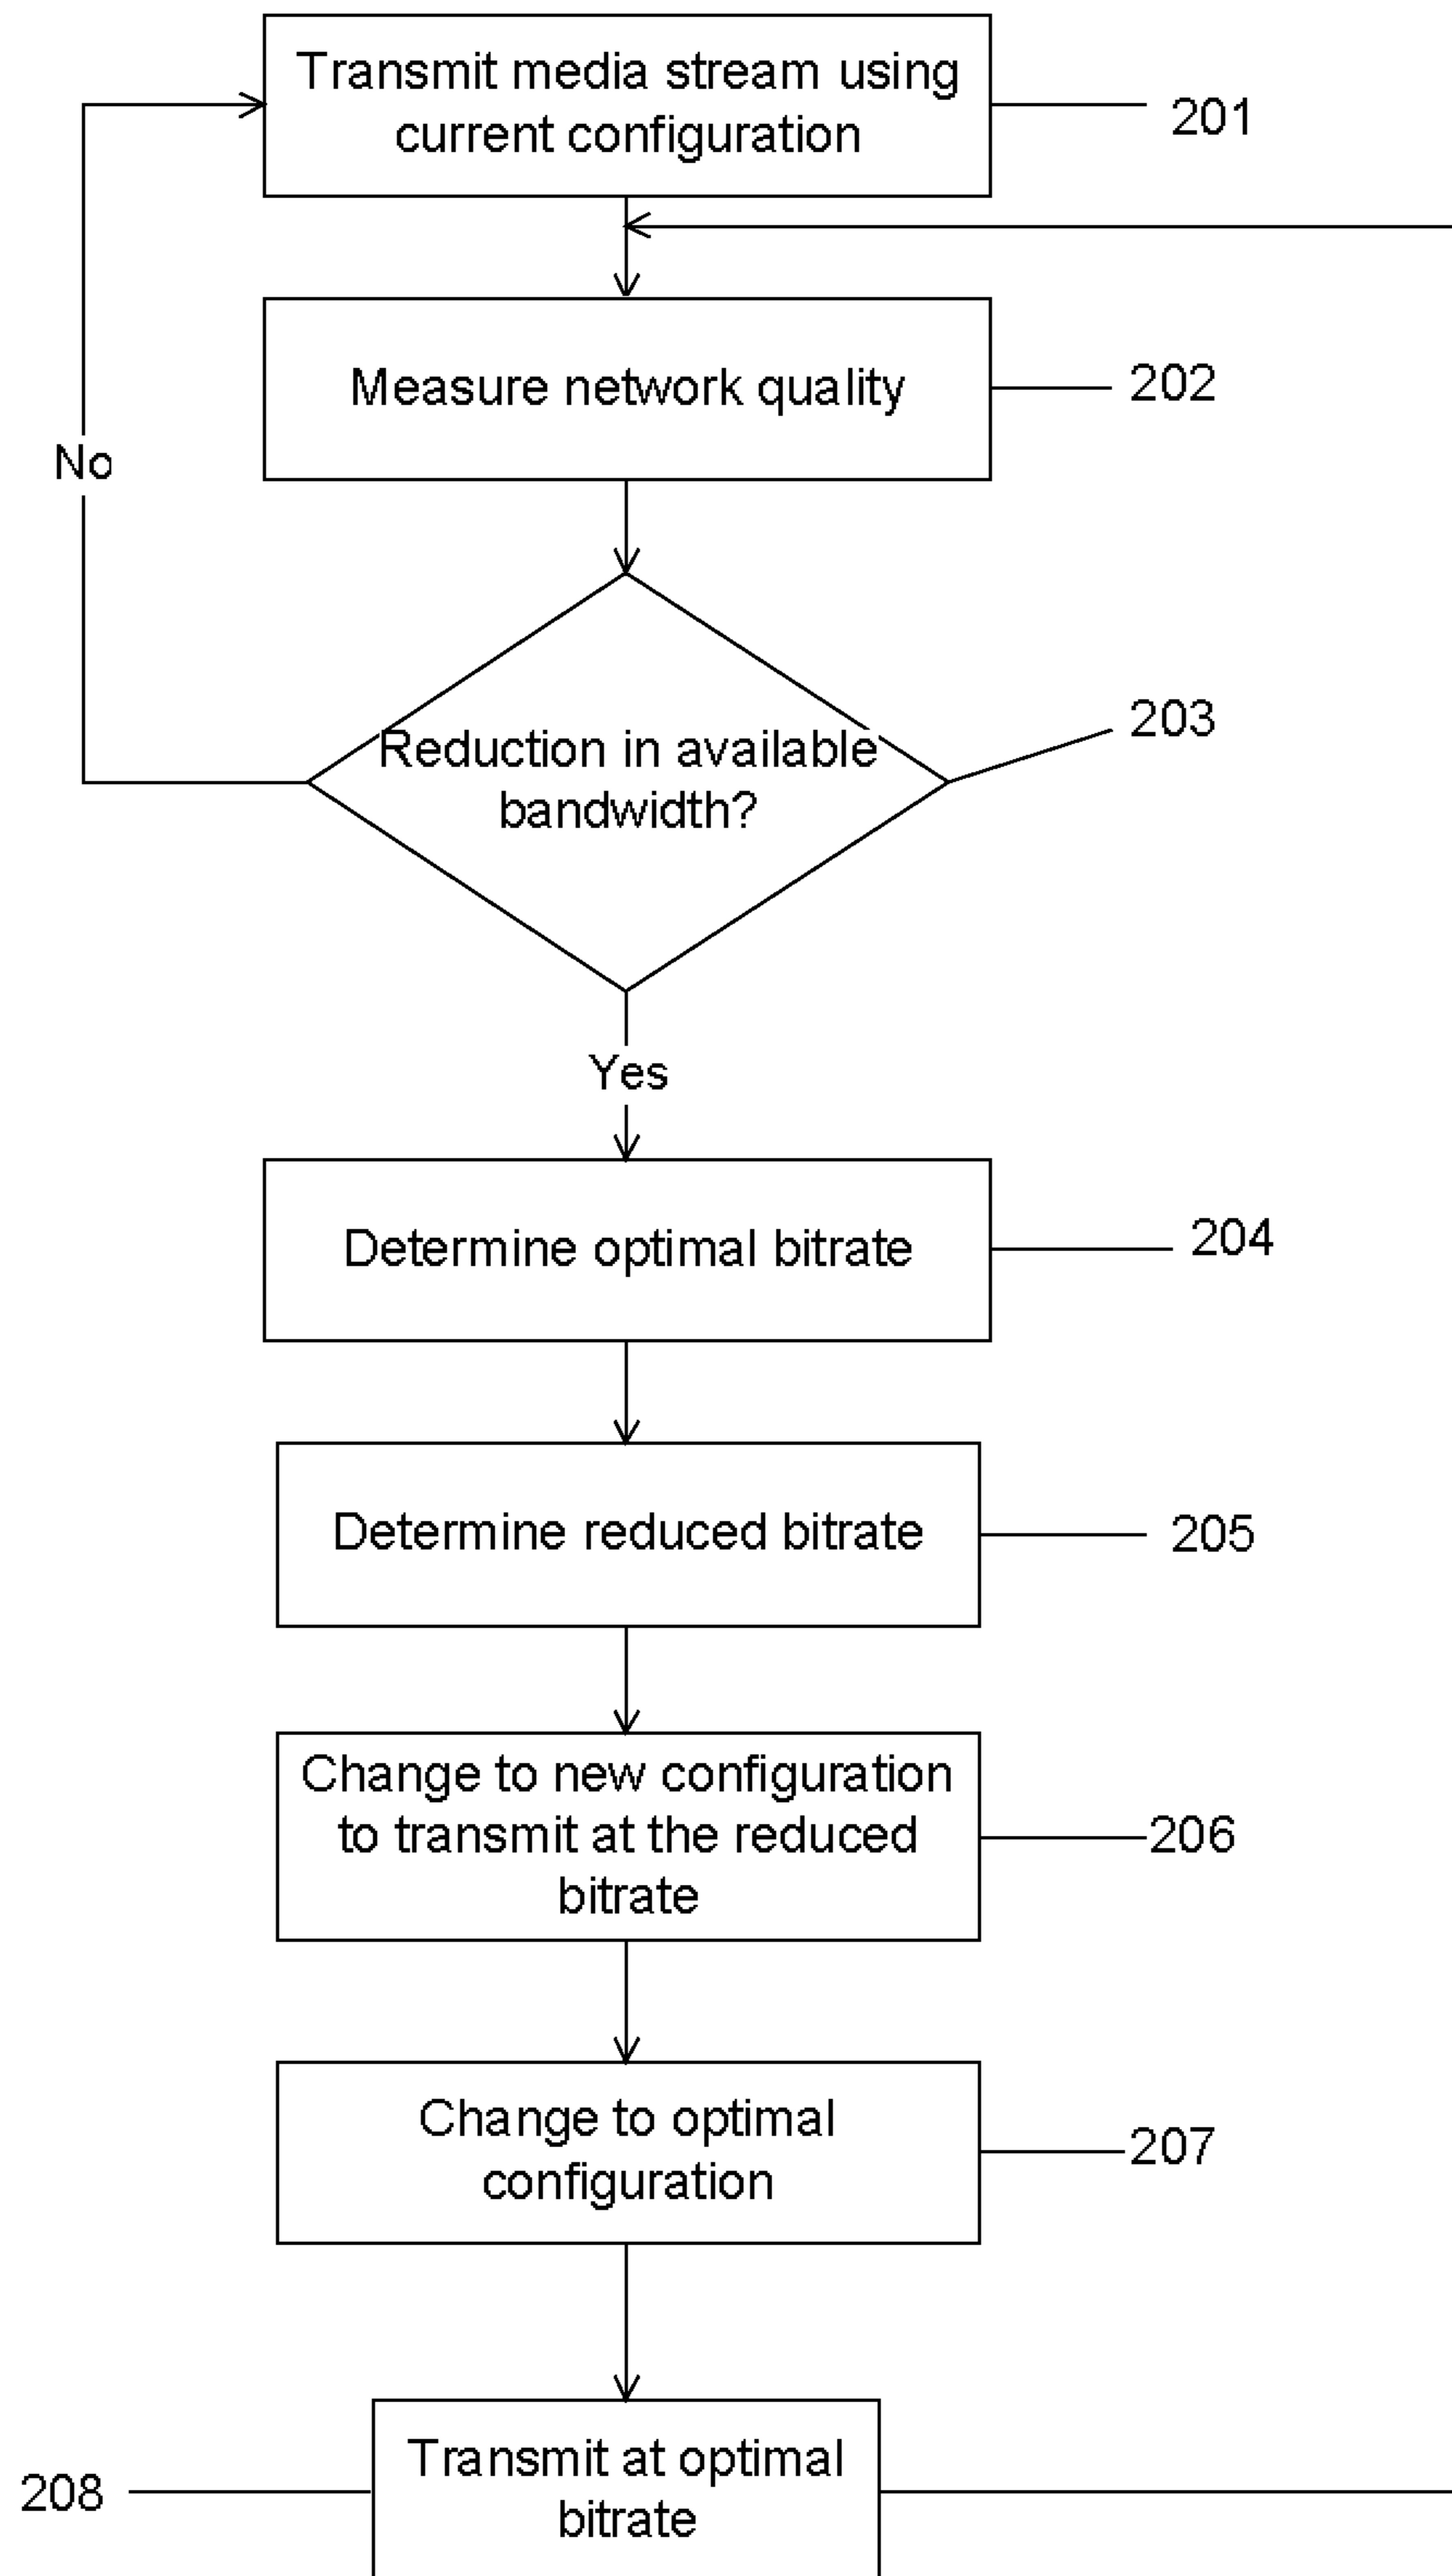 Transmit media stream using
current configuration
201
Measure network quality
202
No
Reduction in available
bandwidth?
203
Yes
Determine optimal bitrate
204
Determine reduced bitrate
205
Change to new configuration
to transmit at the reduced
bitrate
206
Change to optimal
configuration
207
Transmit at optimal
bitrate
208